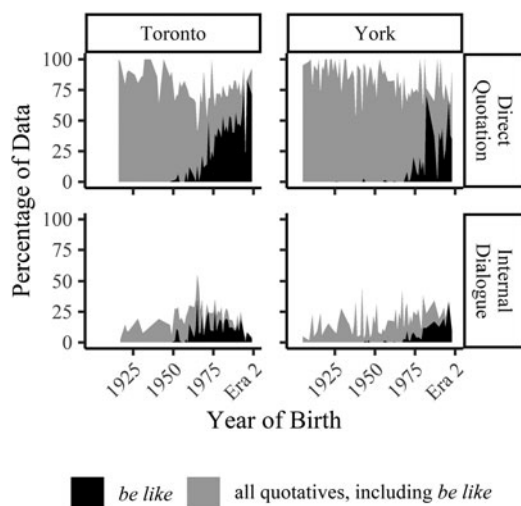 Toronto York
100
75
50
25
0
Direct
Quotation
100
75
50
25
0
Internal
Dialogue
Percentage of Data
1925 1950 1975 Era 2 1925 1950 1975 Era 2
Year of Birth
be like all quotatives, including be like